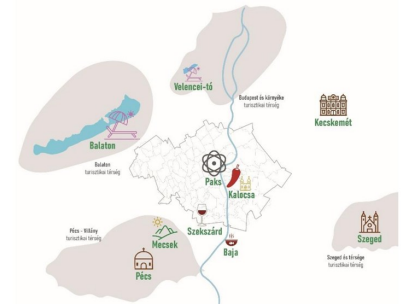 Velencei-tó
Budapest és környéke
turisztikai térség
Kecskemét
Balaton
Balaton
turisztikai térség
Paks
Kalocsa
Pécs - Villány
turisztikai térség
Mecsek
Szekszárd
Baja
Szeged
Pécs
Szeged és térsége
turisztikai térség